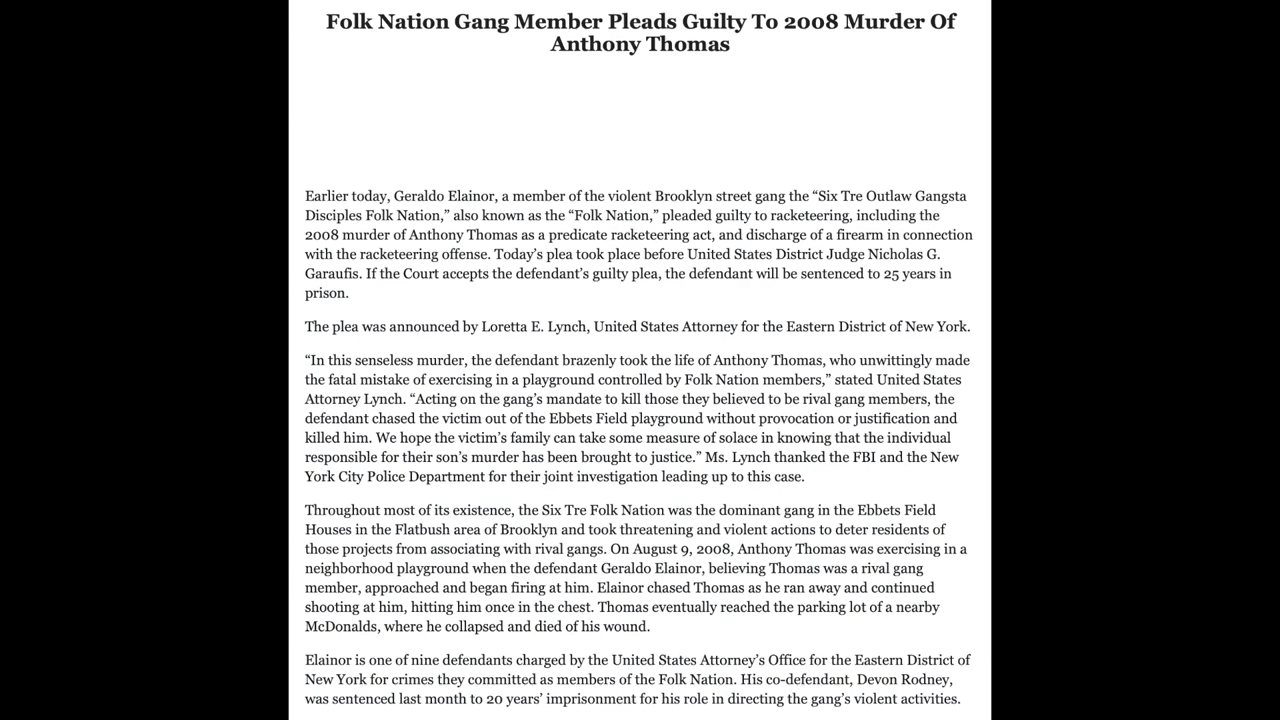 Folk Nation Gang Member Pleads Guilty To 2008 Murder Of
Anthony Thomas
Earlier today, Geraldo Elainor, a member of the violent Brooklyn street gang the “Six Tre Outlaw Gangsta
Disciples Folk Nation,” also known as the “Folk Nation,” pleaded guilty to racketeering, including the
2008 murder of Anthony Thomas as a predicate racketeering act, and discharge of a firearm in connection
with the racketeering offense. Today’s plea took place before United States District Judge Nicholas G.
Garaufis. If the Court accepts the defendant’s guilty plea, the defendant will be sentenced to 25 years in
prison.
The plea was announced by Loretta E. Lynch, United States Attorney for the Eastern District of New York.
“In this senseless murder, the defendant brazenly took the life of Anthony Thomas, who unwittingly made
the fatal mistake of exercising in a playground controlled by Folk Nation members,” stated United States
Attorney Lynch. “Acting on the gang’s mandate to kill those they believed to be rival gang members, the
defendant chased the victim out of the Ebbets Field playground without provocation or justification and
killed him. We hope the victim’s family can take some measure of solace in knowing that the individual
responsible for their son’s murder has been brought to justice.” Ms. Lynch thanked the FBI and the New
York City Police Department for their joint investigation leading up to this case.
Throughout most of its existence, the Six Tre Folk Nation was the dominant gang in the Ebbets Field
Houses in the Flatbush area of Brooklyn and took threatening and violent actions to deter residents of
those projects from associating with rival gangs. On August 9, 2008, Anthony Thomas was exercising in a
neighborhood playground when the defendant Geraldo Elainor, believing Thomas was a rival gang
member, approached and began firing at him. Elainor chased Thomas as he ran away and continued
shooting at him, hitting him once in the chest. Thomas eventually reached the parking lot of a nearby
McDonalds, where he collapsed and died of his wound.
Elainor is one of nine defendants charged by the United States Attorney’s Office for the Eastern District of
New York for crimes they committed as members of the Folk Nation. His co-defendant, Devon Rodney,
was sentenced last month to 20 years’ imprisonment for his role in directing the gang’s violent activities.